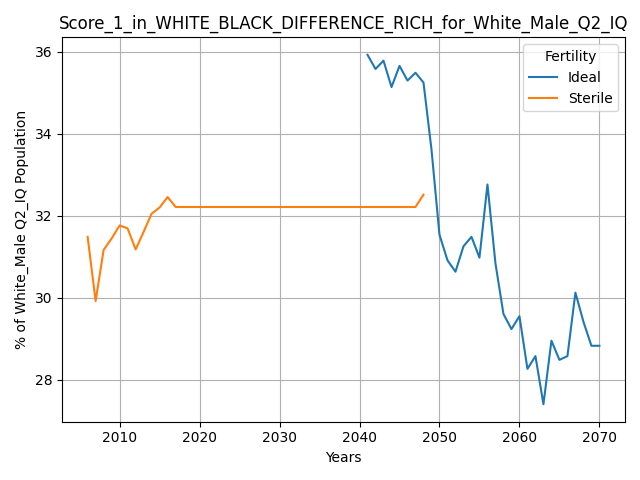 Score_1_in_WHITE_BLACK_DIFFERENCE_RICH_for_White_Male_Q2_IQ
Fertility
Ideal
Sterile
% of White_Male Q2_IQ Population
36
34
32
30
28
2010 2020 2030 2040 2050 2060 2070
Years